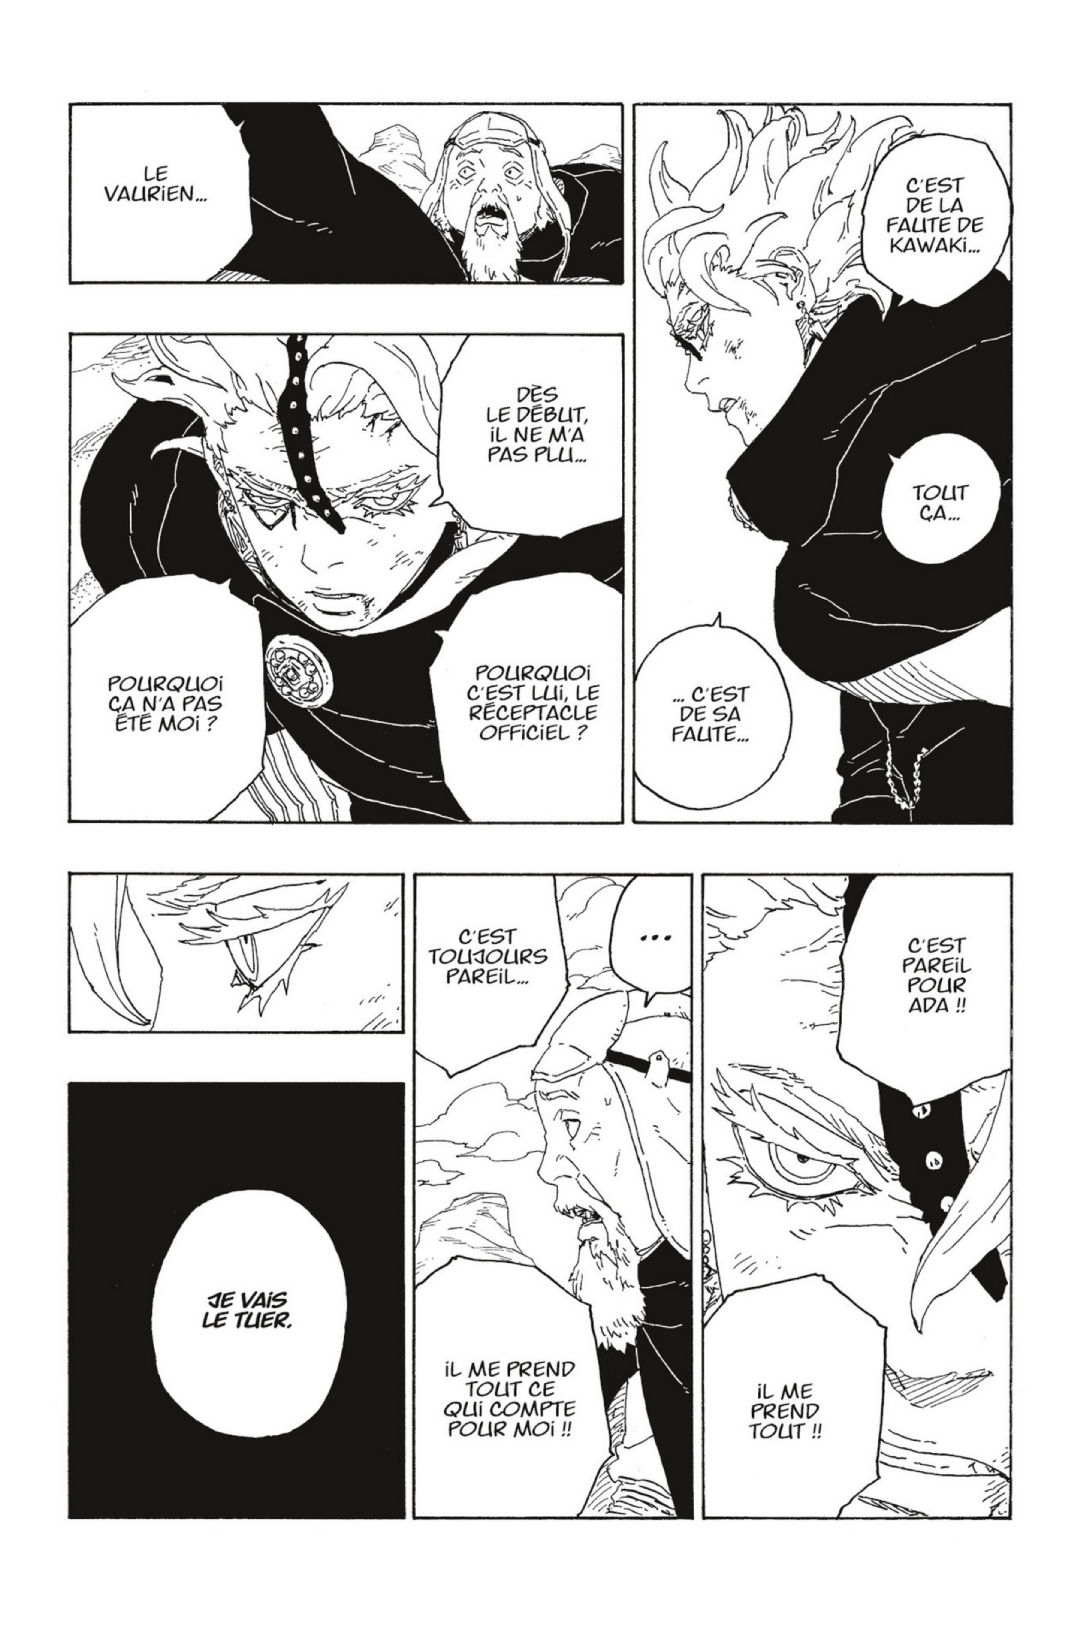 C'EST
DE LA
FAUTE DE
KAWAKi...
TOUT
ÇA...
... C'EST
DE SA
FAUTE...
LE
VAURiEN...
DÈS
LE DÉBUT,
iL NE M'A
PAS PLU...
POURQUOi
C'EST LUi, LE
RÉCEPTACLE
OFFiCiEL ?
POURQUOi
ÇA N'A PAS
ÉTÉ MOi ?
C'EST
PAREiL
POUR
ADA !!
iL ME
PREND
TOUT !!
...
C'EST
TOUJOURS
PAREiL...
iL ME PREND
TOUT CE
QUi COMPTE
POUR MOi !!
JE VAiS
LE TUER.